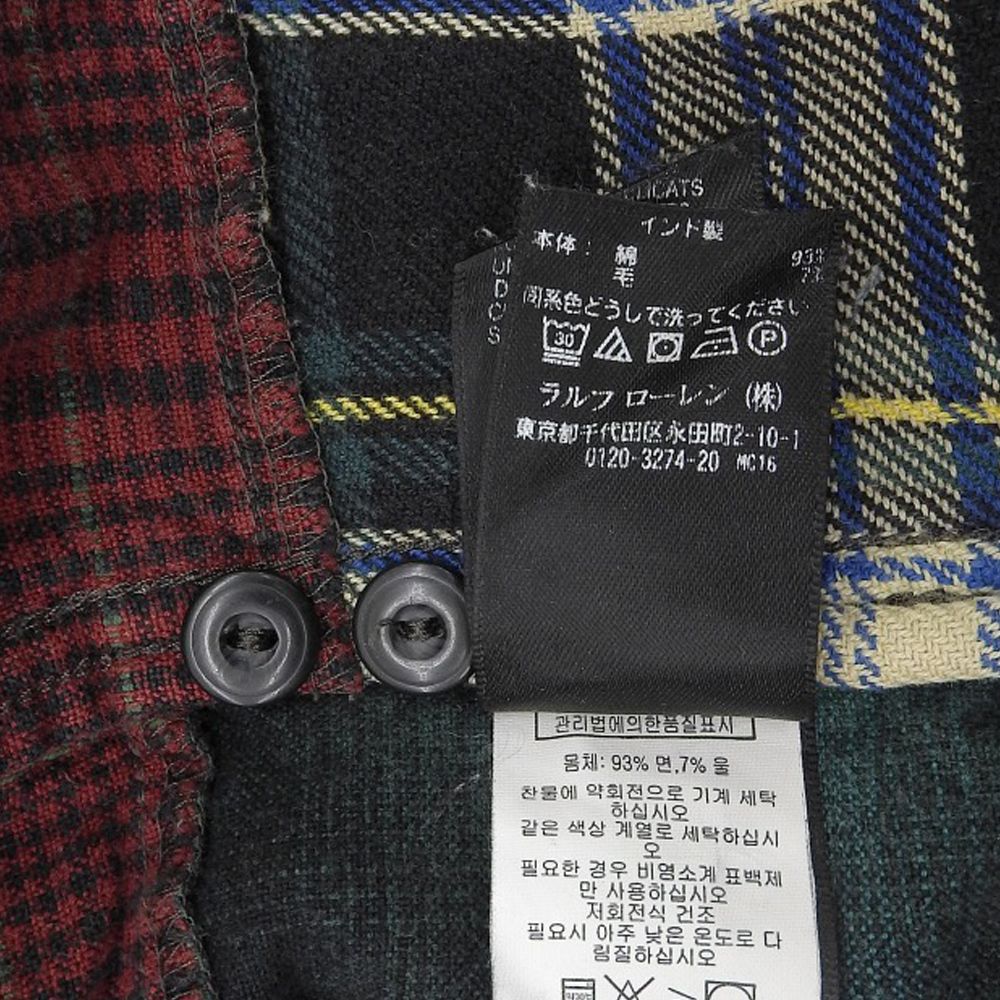 DICATS
インド製
本体: 綿 93%
毛 7%
同系色どうしで洗ってください
30 P
ラルフ ローレン (株)
東京都千代田区永田町2-10-1
0120-3274-20 MC16
관리법에의한품질표시
몸체: 93% 면,7% 울
찬물에 약회전으로 기계 세탁
하십시오
같은 색상 계열로 세탁하십시
오
필요한 경우 비염소계 표백제
만 사용하십시오
저회전식 건조
필요시 아주 낮은 온도로 다
림질하십시오